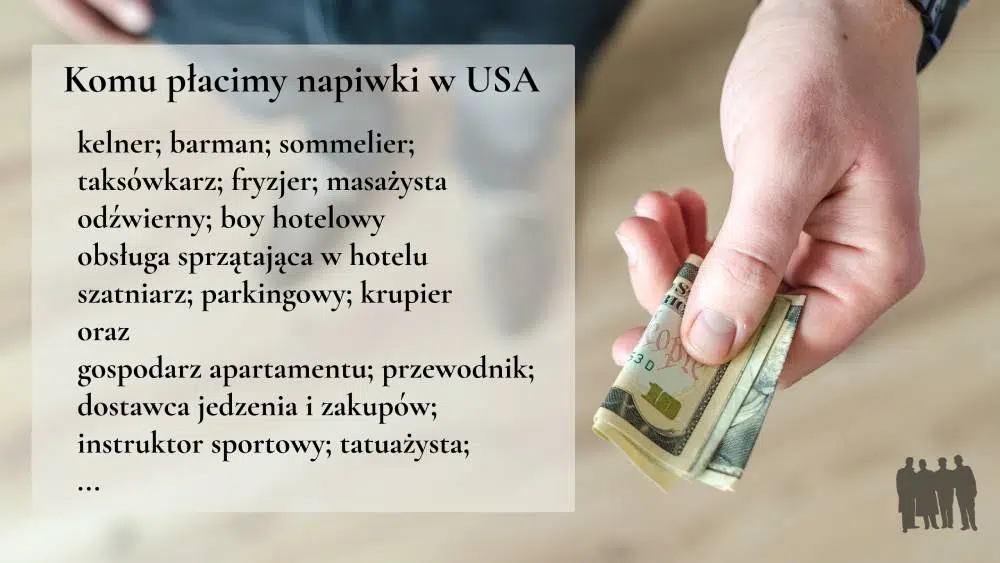 Komu płacimy napiwki w USA
kelner; barman; sommelier;
taksówkarz; fryzjer; masażysta
odźwierny; boy hotelowy
obsługa sprzątająca w hotelu
szatniarz; parkingowy; krupier
oraz
gospodarz apartamentu; przewodnik;
dostawca jedzenia i zakupów;
instruktor sportowy; tatuażysta;
...